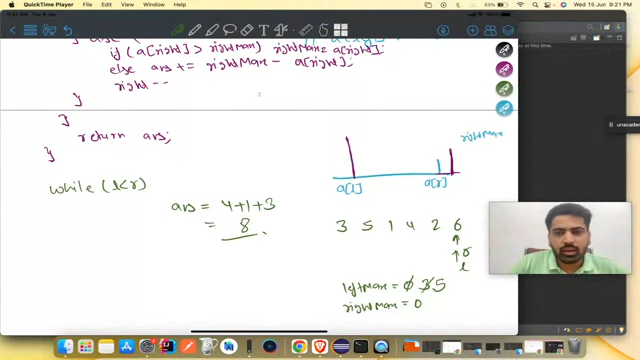 QuickTime Player File Edit View Window Help
Wed 15 Jun 9:21 PM
if (a[right] > rightMax) rightMax = a[right];
else ans += rightMax - a[right];
right--
}
}
return ans;
}
while (l<r)
ans = 4+1+3
= 8
rightMax
a[l] a[r]
3 5 1 4 2 6
r
l
leftMax = 0 3 5
rightMax = 0